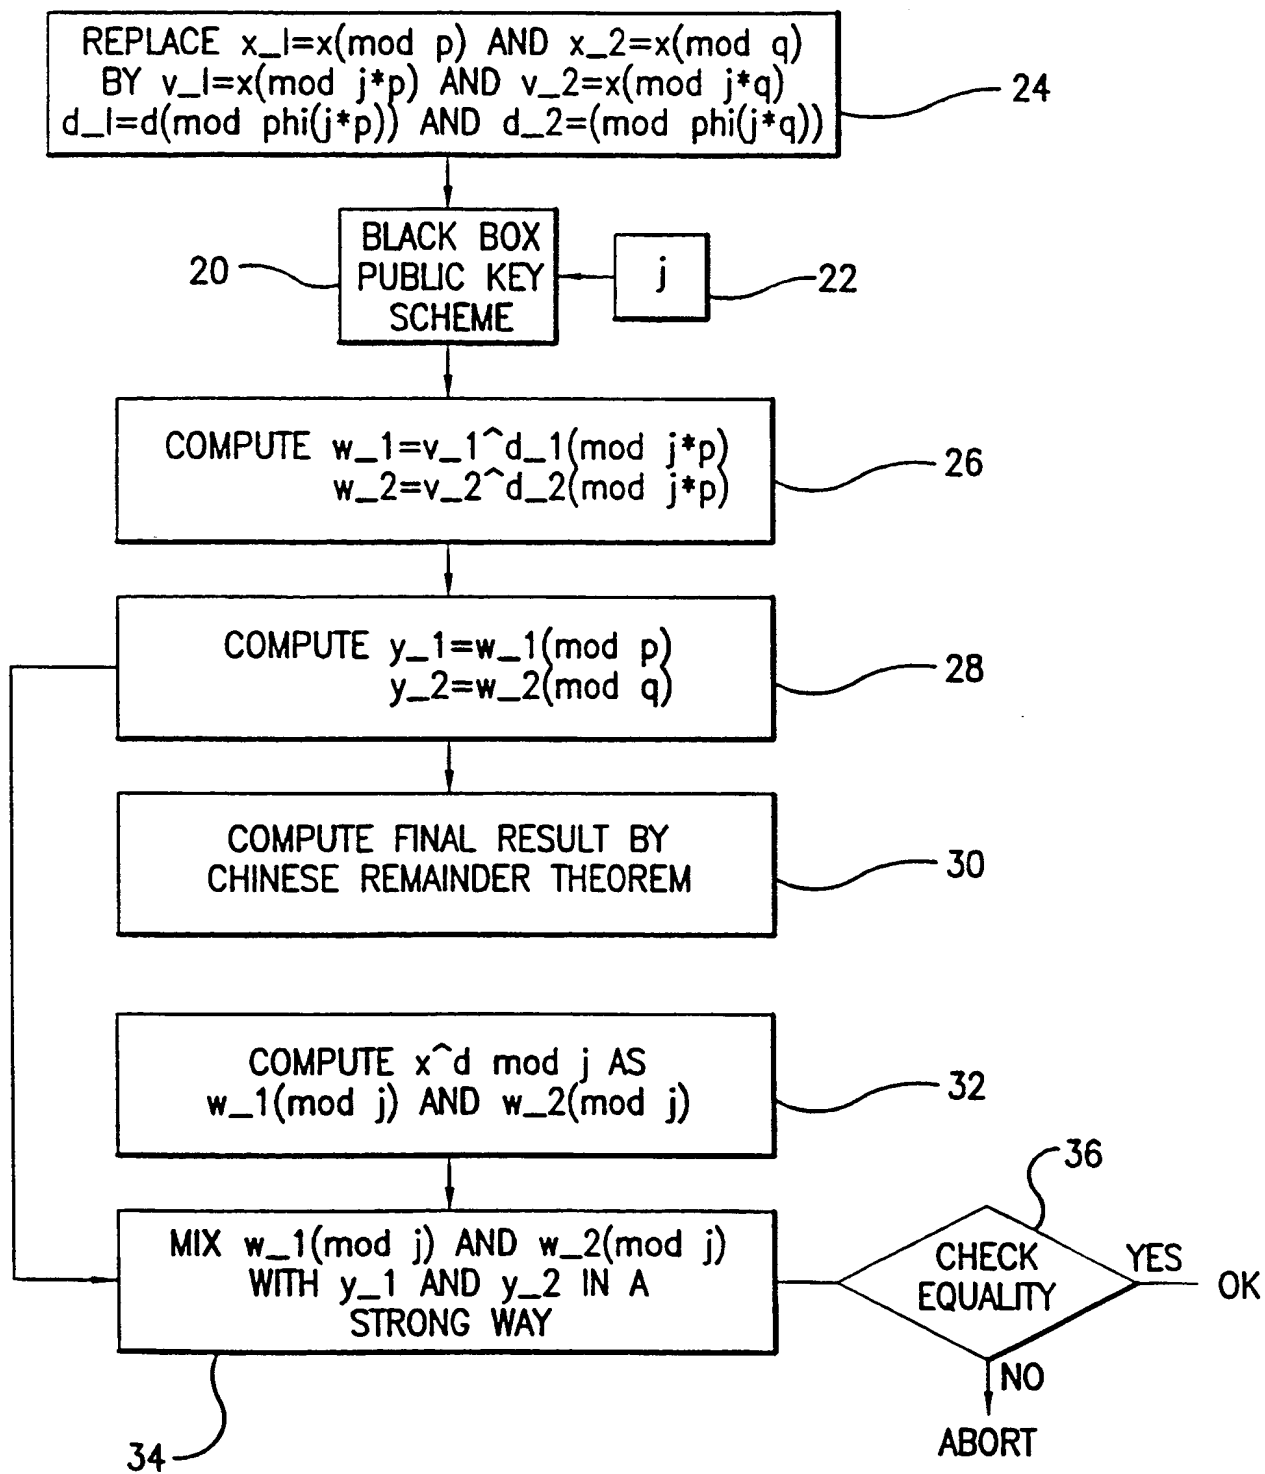 REPLACE x_1=x(mod p) AND x_2=x(mod q)
BY v_1=x(mod j*p) AND v_2=x(mod j*q)
d_1=d(mod phi(j*p)) AND d_2=(mod phi(j*q))
24
BLACK BOX
PUBLIC KEY
SCHEME
20
j
22
COMPUTE w_1=v_1^d_1(mod j*p)
w_2=v_2^d_2(mod j*p)
26
COMPUTE y_1=w_1(mod p)
y_2=w_2(mod q)
28
COMPUTE FINAL RESULT BY
CHINESE REMAINDER THEOREM
30
COMPUTE x^d mod j AS
w_1(mod j) AND w_2(mod j)
32
MIX w_1(mod j) AND w_2(mod j)
WITH y_1 AND y_2 IN A
STRONG WAY
34
36
CHECK
EQUALITY
YES
OK
NO
ABORT